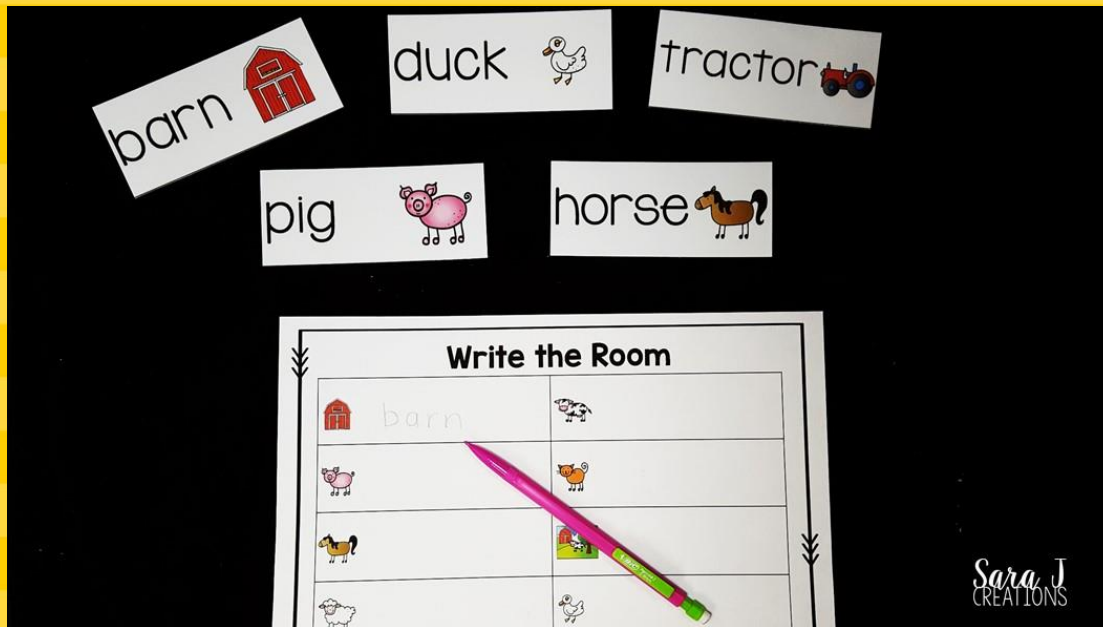 barn
duck
tractor
pig
horse
Write the Room
barn
Sara J
CREATIONS